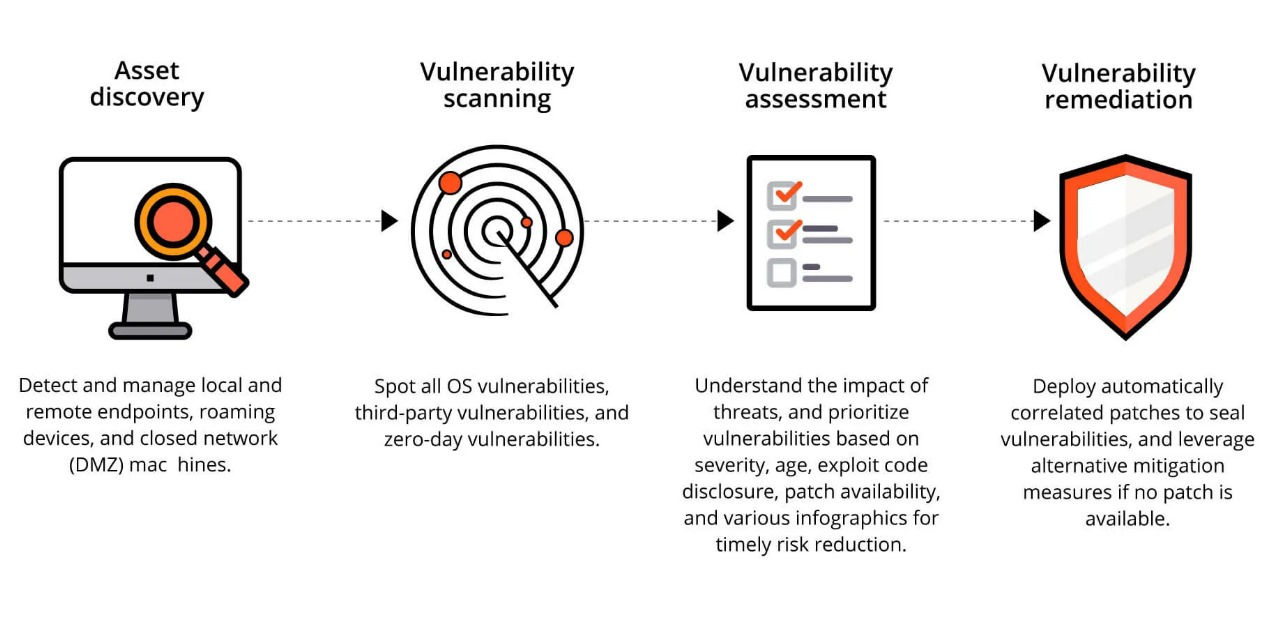 Asset
discovery
Detect and manage local and
remote endpoints, roaming
devices, and closed network
(DMZ) mac  hines.
Vulnerability
scanning
Spot all OS vulnerabilities,
third-party vulnerabilities, and
zero-day vulnerabilities.
Vulnerability
assessment
Understand the impact of
threats, and prioritize
vulnerabilities based on
severity, age, exploit code
disclosure, patch availability,
and various infographics for
timely risk reduction.
Vulnerability
remediation
Deploy automatically
correlated patches to seal
vulnerabilities, and leverage
alternative mitigation
measures if no patch is
available.